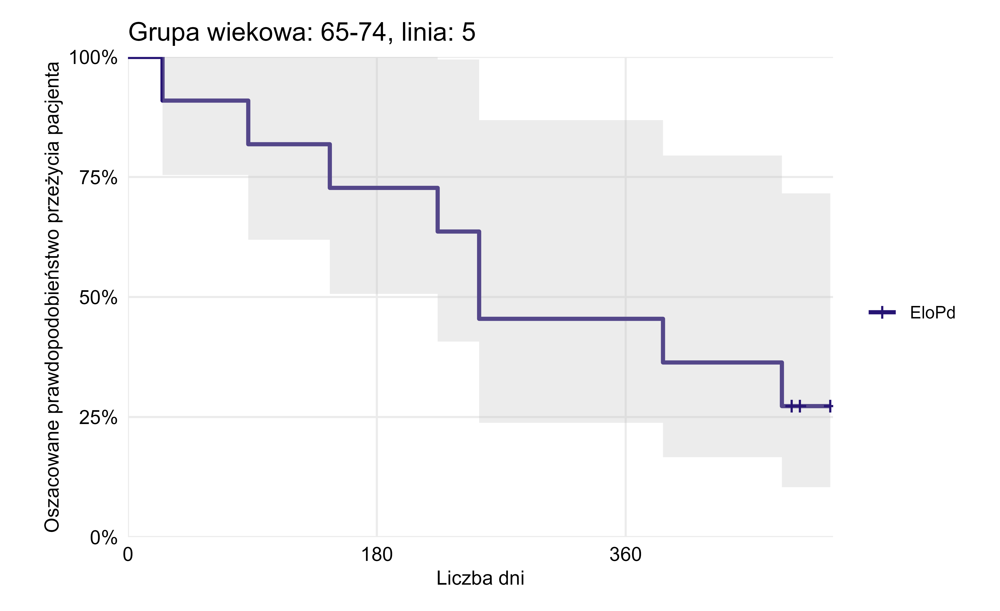 Grupa wiekowa: 65-74, linia: 5
Oszacowane prawdopodobieństwo przeżycia pacjenta
100%
75%
50%
25%
0%
0
180
360
Liczba dni
EloPd